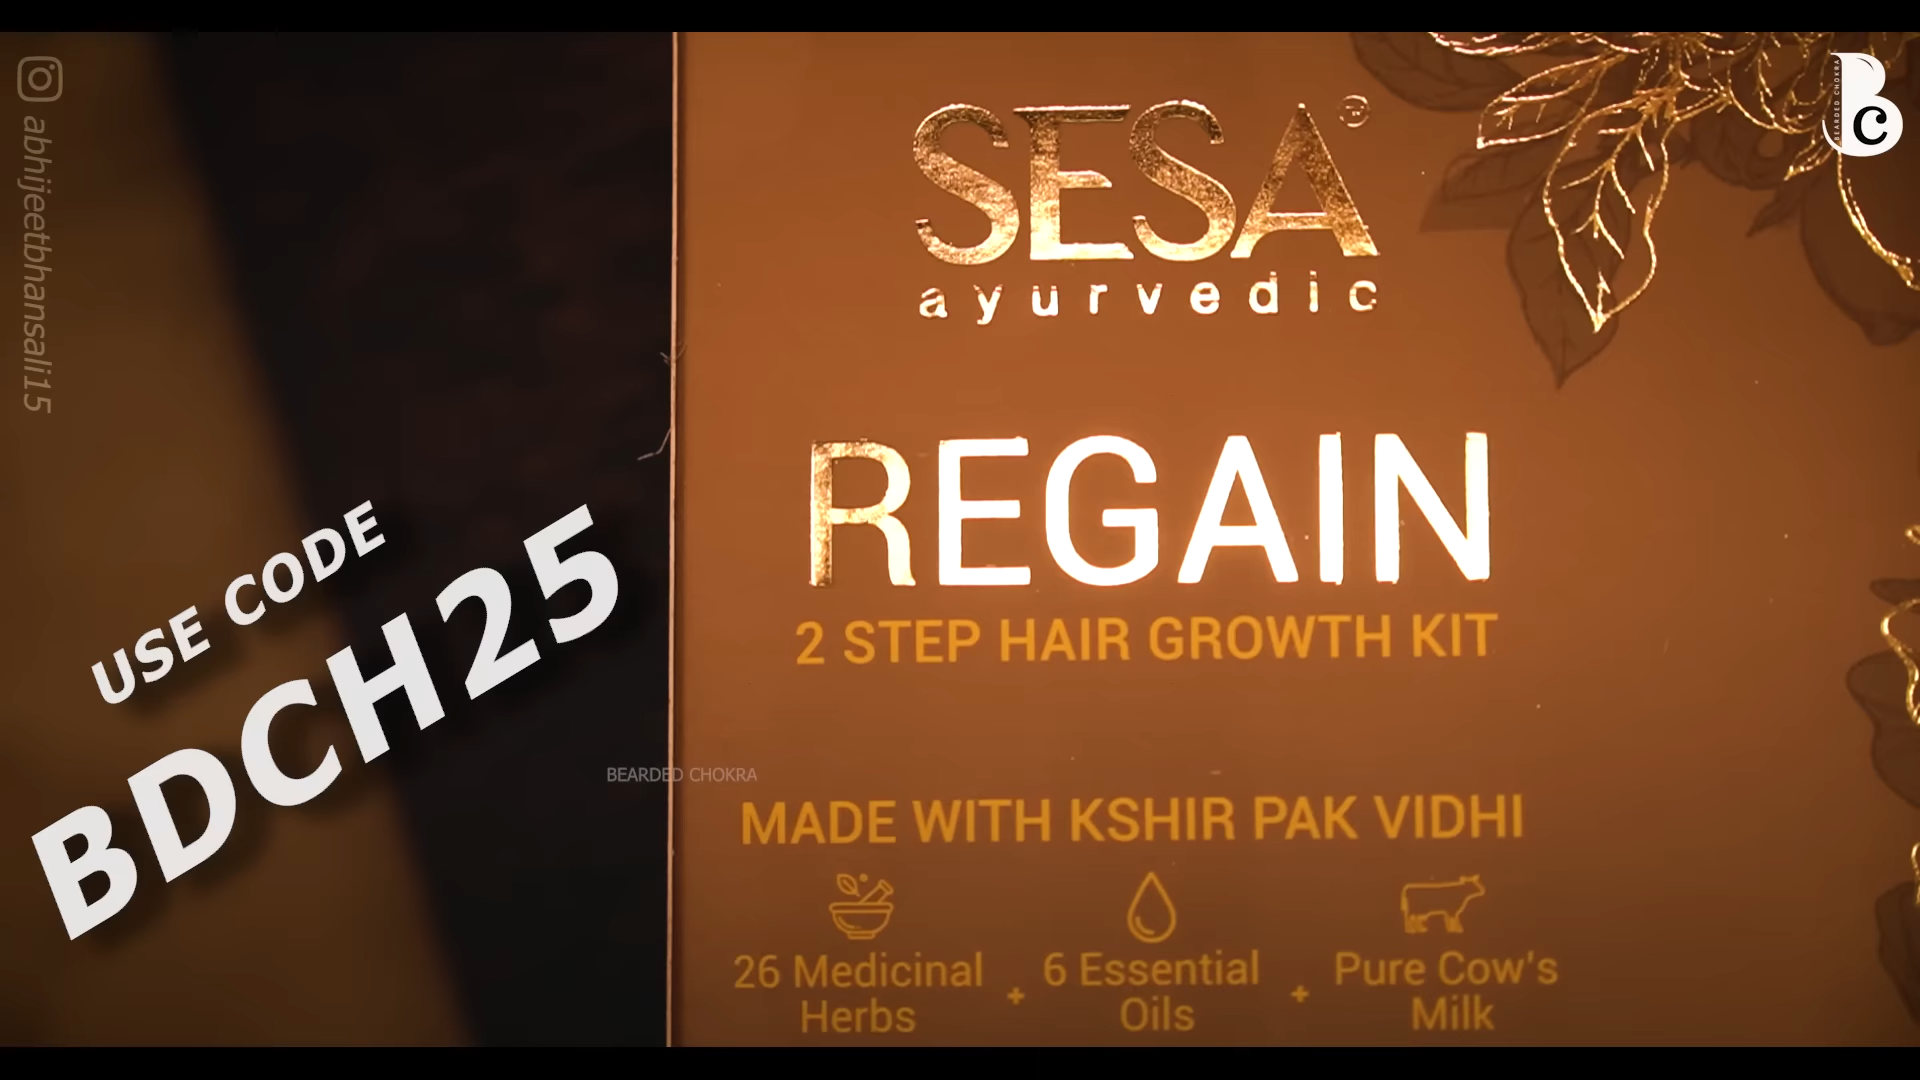 abhijeetbhansali15
BEARDED CHOKRA
BC
SESA
ayurvedic
REGAIN
2 STEP HAIR GROWTH KIT
USE CODE
BDCH25
BEARDED CHOKRA
MADE WITH KSHIR PAK VIDHI
26 Medicinal Herbs + 6 Essential Oils + Pure Cow's Milk